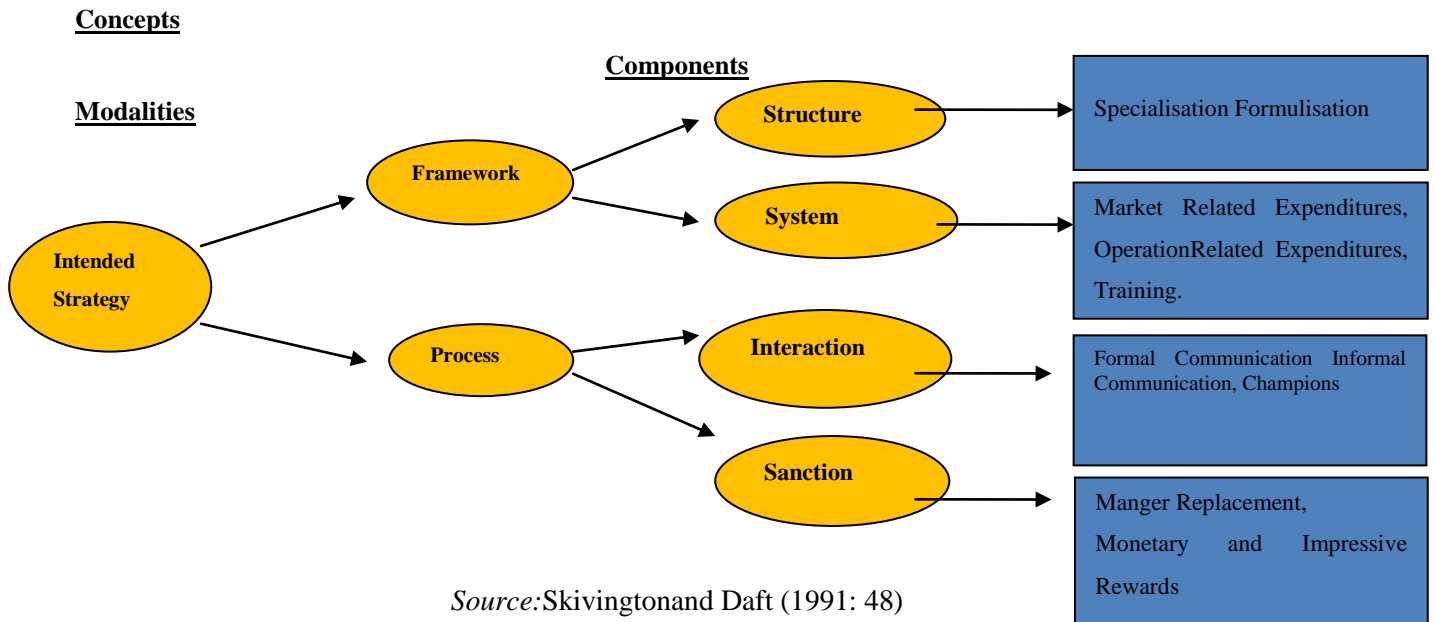 Concepts
Components
Modalities
Structure
Specialisation Formulisation
Framework
System
Market Related Expenditures,
OperationRelated Expenditures,
Training.
Intended
Strategy
Process
Interaction
Formal Communication Informal
Communication, Champions
Sanction
Manger Replacement,
Monetary and Impressive
Rewards
Source:Skivingtonand Daft (1991: 48)